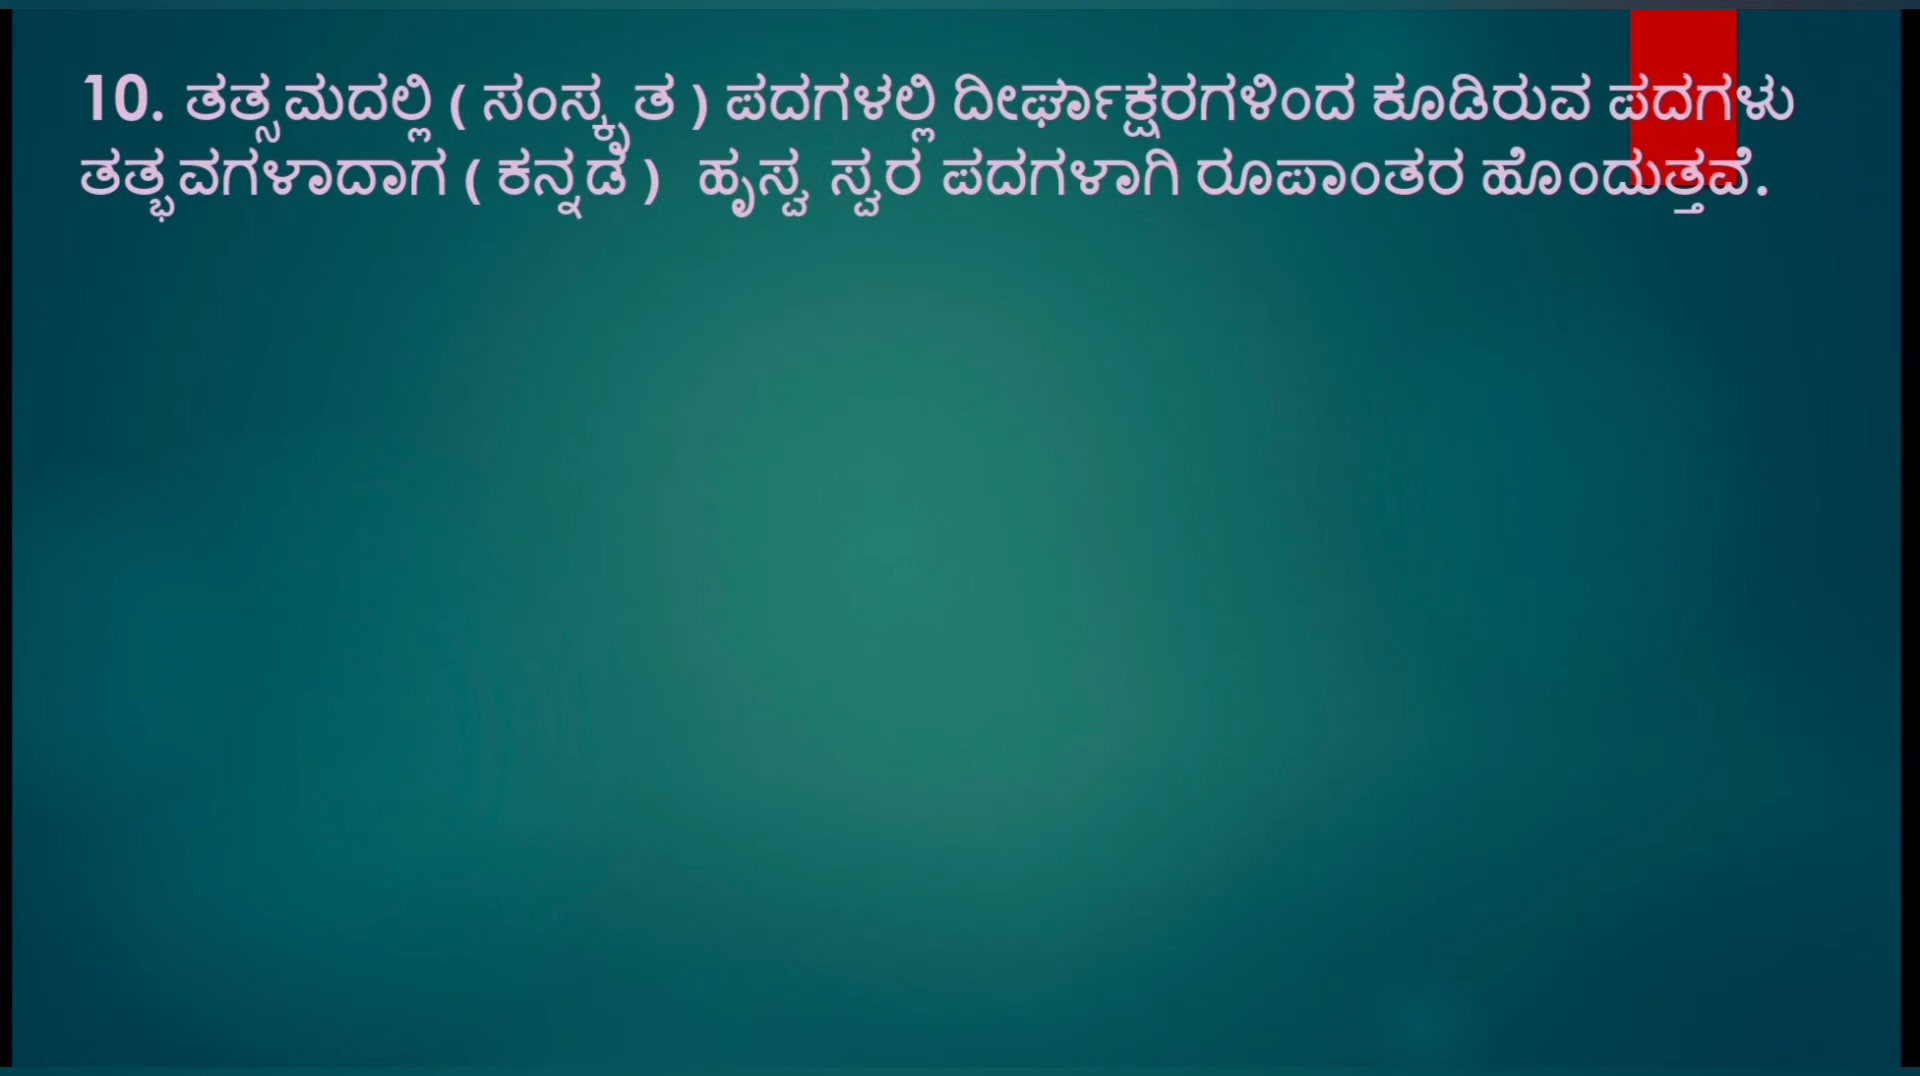 10. ತತ್ಸಮದಲ್ಲಿ ( ಸಂಸ್ಕೃತ ) ಪದಗಳಲ್ಲಿ ದೀರ್ಘಾಕ್ಷರಗಳಿಂದ ಕೂಡಿರುವ ಪದಗಳು
ತತ್ಭವಗಳಾದಾಗ ( ಕನ್ನಡ ) ಹೃಸ್ವ ಸ್ವರ ಪದಗಳಾಗಿ ರೂಪಾಂತರ ಹೊಂದುತ್ತವೆ.